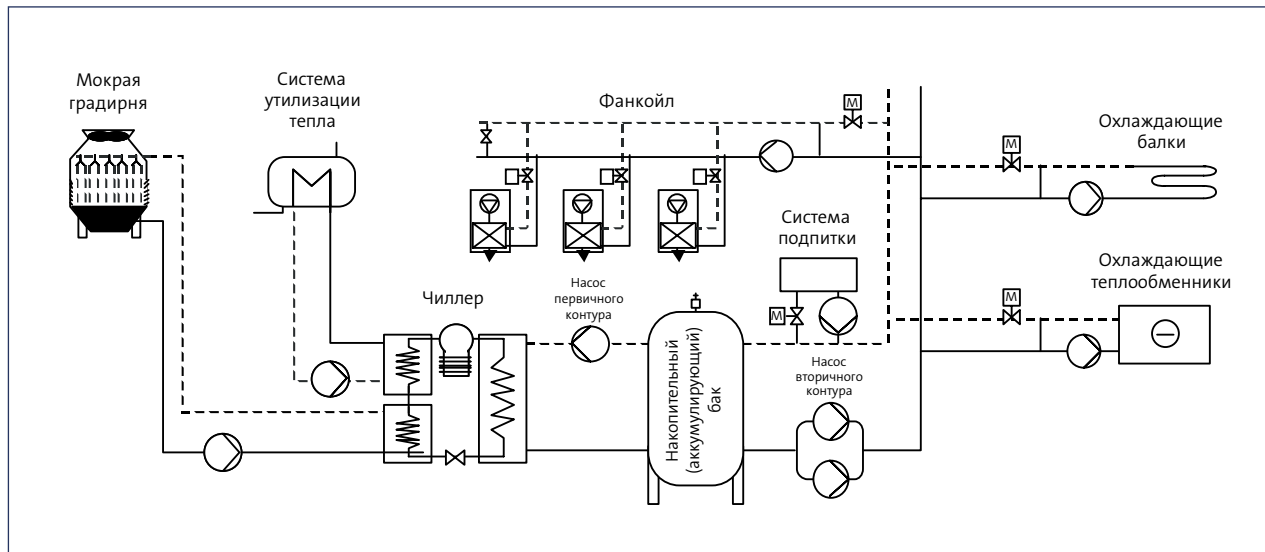 Мокрая
градирня
Система
утилизации
тепла
Фанкойл
M
M
Охлаждающие
балки
Система
подпитки
Охлаждающие
теплообменники
M
Чиллер
Насос
первичного
контура
M
Накопительный
(аккумулирующий)
бак
Насос
вторичного
контура